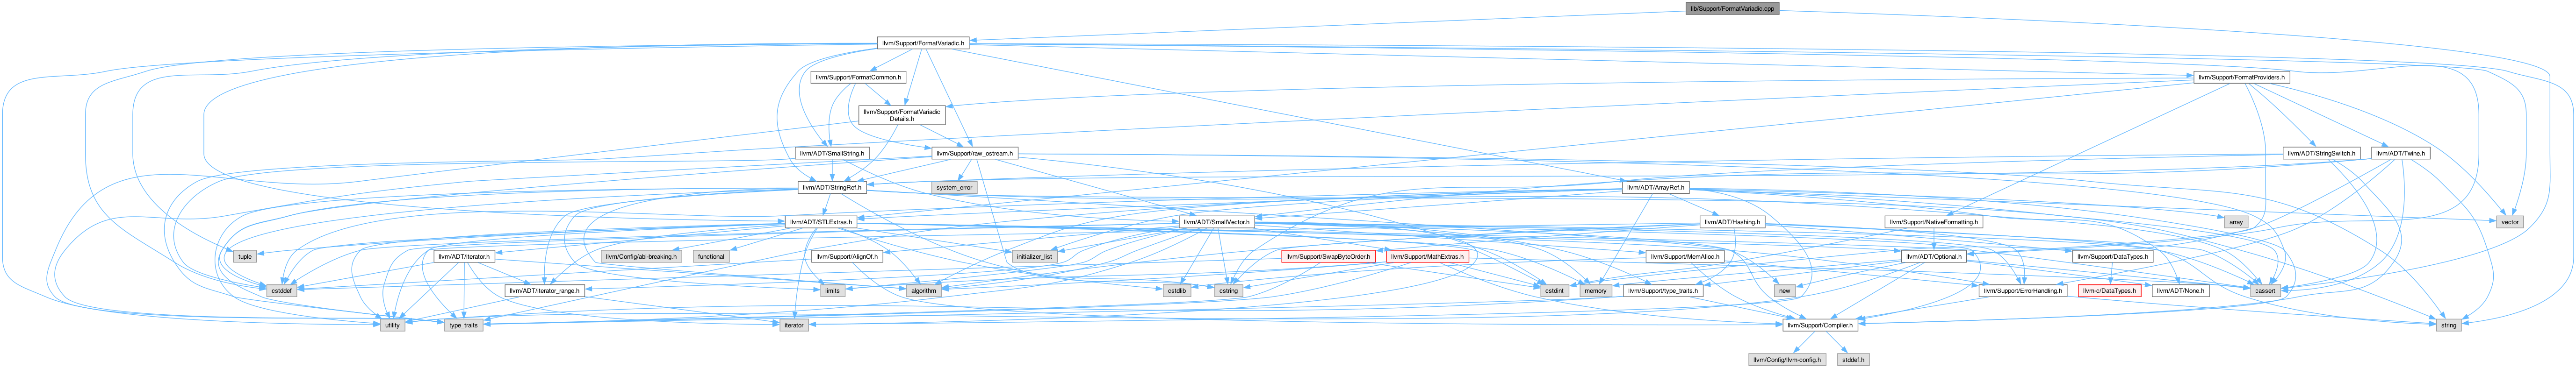 lib/Support/FormatVariadic.cpp
llvm/Support/FormatVariadic.h
llvm/Support/FormatCommon.h
llvm/Support/FormatProviders.h
llvm/Support/FormatVariadic
Details.h
llvm/ADT/SmallString.h
llvm/Support/raw_ostream.h
llvm/ADT/StringSwitch.h
llvm/ADT/Twine.h
llvm/ADT/StringRef.h
system_error
llvm/ADT/ArrayRef.h
llvm/ADT/STLExtras.h
llvm/ADT/SmallVector.h
llvm/ADT/Hashing.h
llvm/Support/NativeFormatting.h
array
vector
tuple
llvm/ADT/iterator.h
llvm/Config/abi-breaking.h
functional
llvm/Support/AlignOf.h
initializer_list
llvm/Support/SwapByteOrder.h
llvm/Support/MathExtras.h
llvm/Support/MemAlloc.h
llvm/ADT/Optional.h
llvm/Support/DataTypes.h
cstddef
llvm/ADT/iterator_range.h
limits
algorithm
cstdlib
cstring
cstdint
memory
llvm/Support/type_traits.h
new
llvm/Support/ErrorHandling.h
llvm-c/DataTypes.h
llvm/ADT/None.h
cassert
utility
type_traits
iterator
llvm/Support/Compiler.h
string
llvm/Config/llvm-config.h
stddef.h